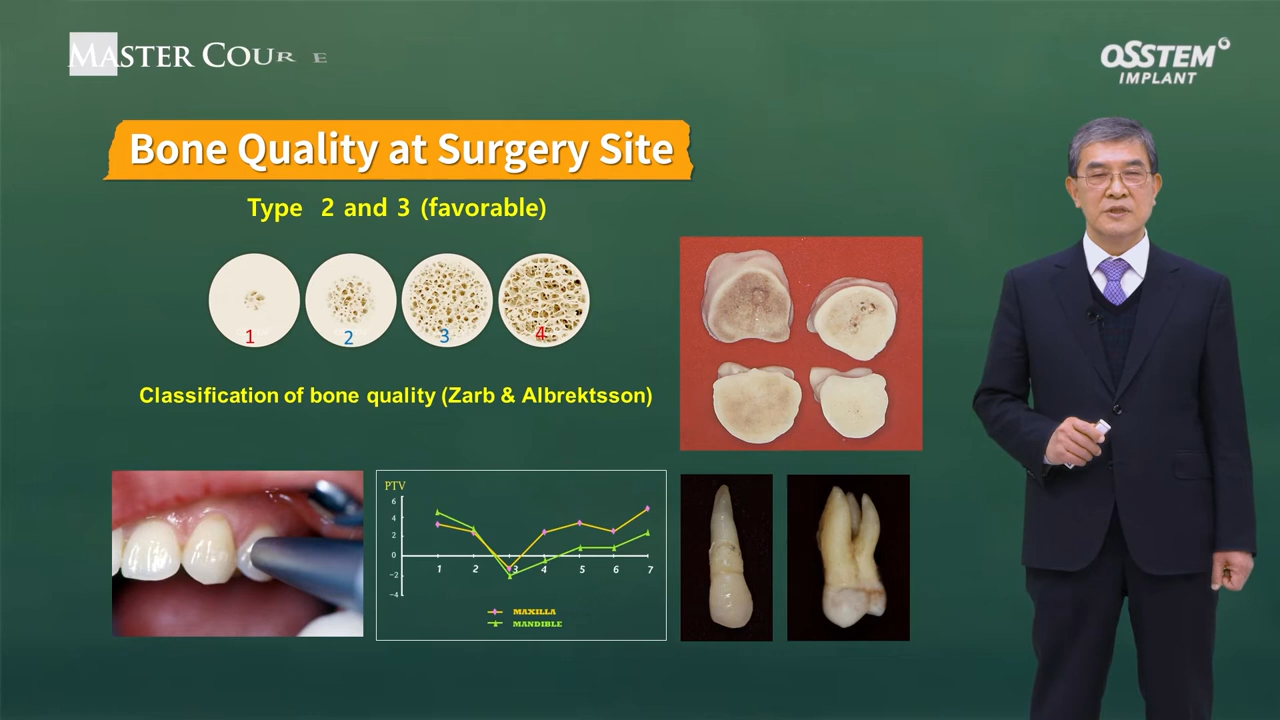 MASTER COUR E
OSSTEM
IMPLANT
Bone Quality at Surgery Site
Type 2 and 3 (favorable)
1 2 3 4
Classification of bone quality (Zarb & Albrektsson)
PTV
6
4
2
0
-2
-4
1 2 3 4 5 6 7
MAXILLA
MANDIBLE